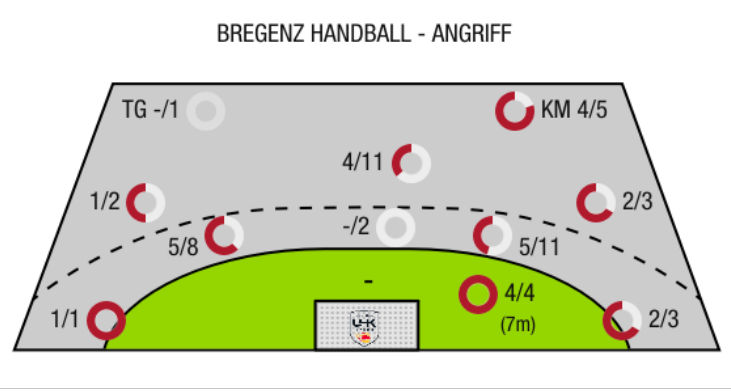 BREGENZ HANDBALL - ANGRIFF
TG -/1
KM 4/5
4/11
1/2
2/3
5/8
-/2
5/11
-
4/4
(7m)
1/1
2/3
UHK